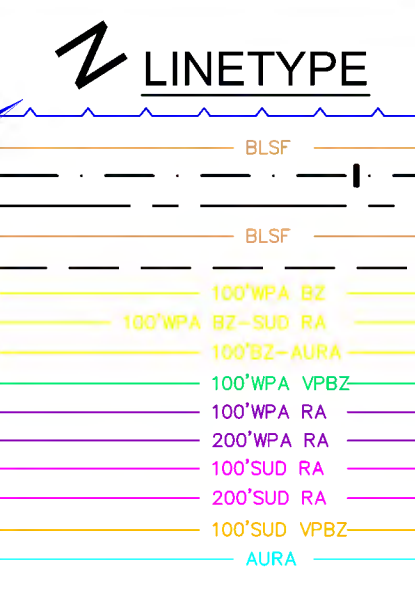 Z LINETYPE
BLSF
BLSF
100'WPA BZ
100'WPA BZ-SUD RA
100'BZ-AURA
100'WPA VPBZ
100'WPA RA
200'WPA RA
100'SUD RA
200'SUD RA
100'SUD VPBZ
AURA